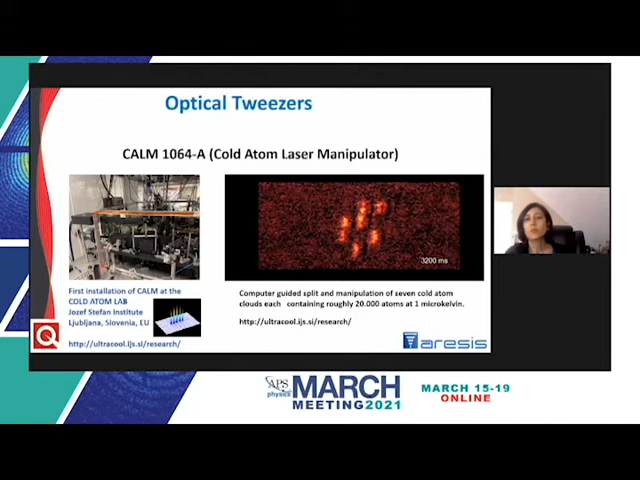 Optical Tweezers
CALM 1064-A (Cold Atom Laser Manipulator)
3200 ms
First installation of CALM at the
COLD ATOM LAB
Jozef Stefan Institute
Ljubljana, Slovenia, EU
http://ultracool.ijs.si/research/
Computer guided split and manipulation of seven cold atom
clouds each containing roughly 20.000 atoms at 1 microkelvin.
http://ultracool.ijs.si/research/
Q
aresis
APS
physics
MARCH
MEETING2021
MARCH 15-19
ONLINE